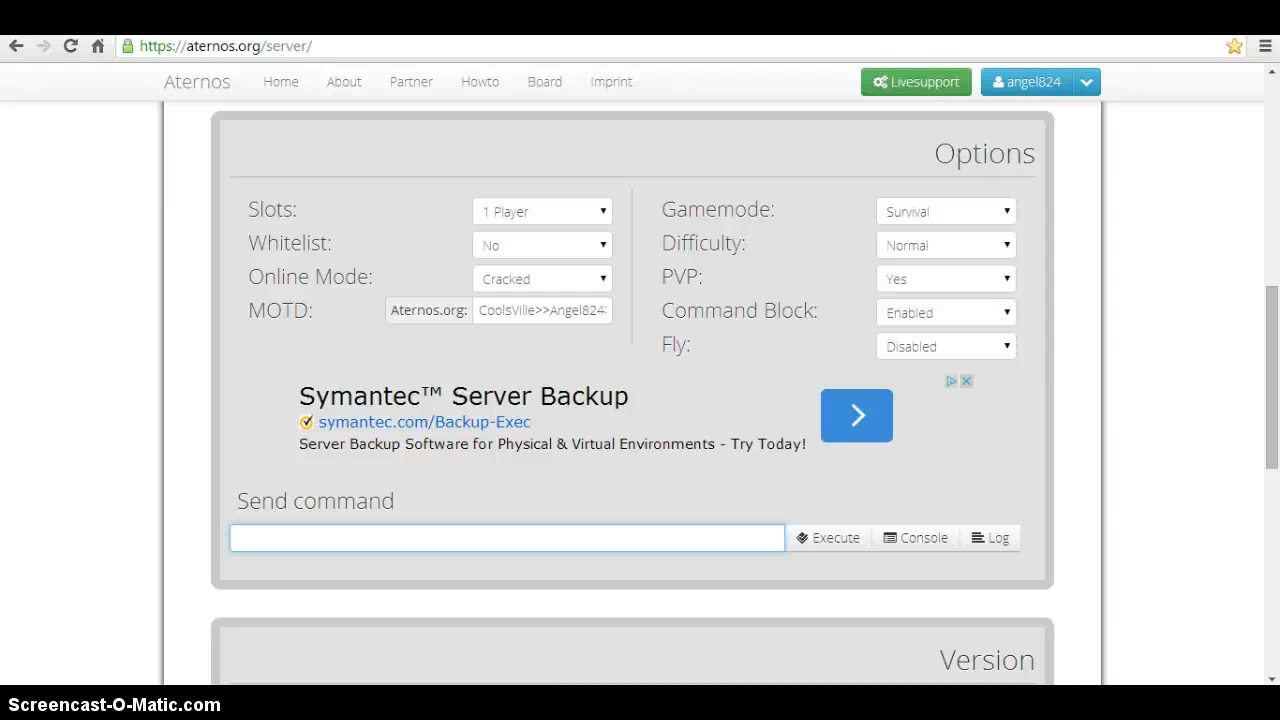 https://aternos.org/server/
Aternos Home About Partner Howto Board Imprint Livesupport angel824
Options
Slots: 1 Player
Whitelist: No
Online Mode: Cracked
MOTD: Aternos.org: CoolsVille>>Angel824
Gamemode: Survival
Difficulty: Normal
PVP: Yes
Command Block: Enabled
Fly: Disabled
Symantec™ Server Backup
symantec.com/Backup-Exec
Server Backup Software for Physical & Virtual Environments - Try Today!
Send command
Execute Console Log
Version
Screencast-O-Matic.com